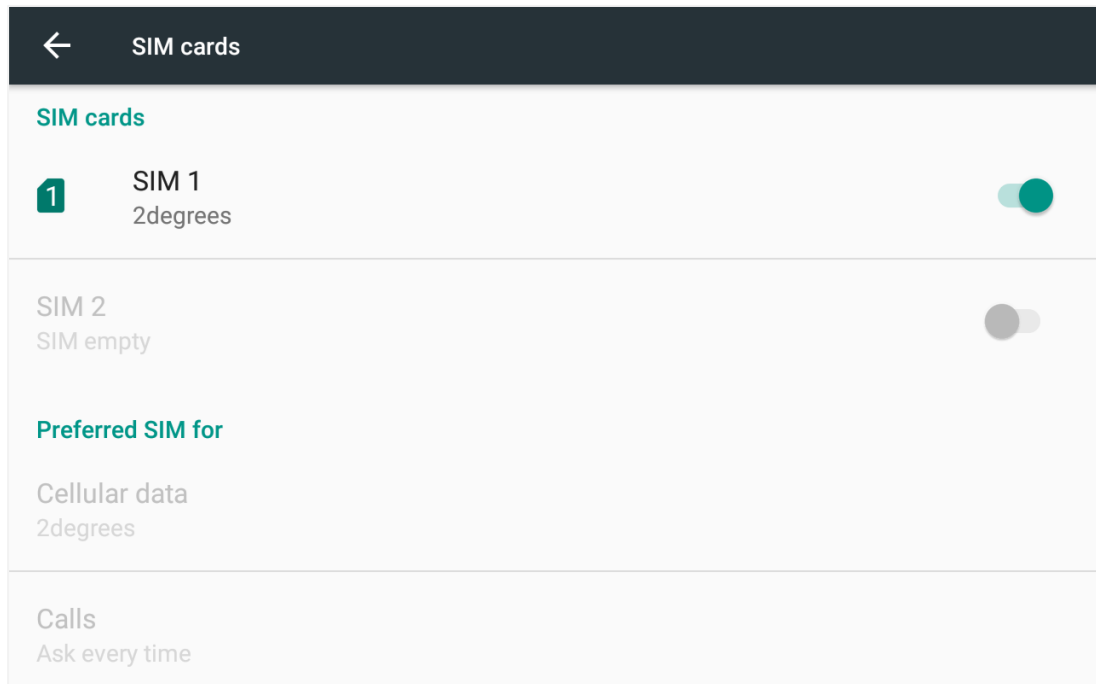 SIM cards
SIM cards
1
SIM 1
2degrees
SIM 2
SIM empty
Preferred SIM for
Cellular data
2degrees
Calls
Ask every time